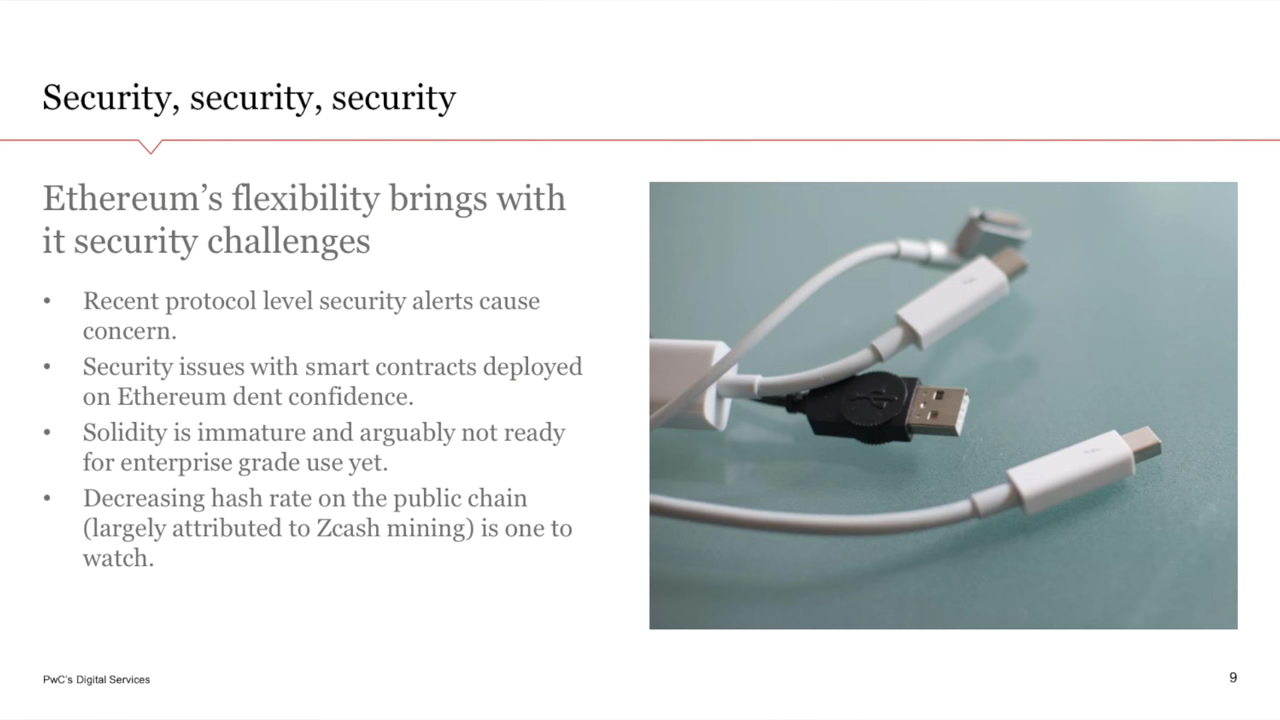 Security, security, security
Ethereum’s flexibility brings with
it security challenges
• Recent protocol level security alerts cause
concern.
• Security issues with smart contracts deployed
on Ethereum dent confidence.
• Solidity is immature and arguably not ready
for enterprise grade use yet.
• Decreasing hash rate on the public chain
(largely attributed to Zcash mining) is one to
watch.
PwC’s Digital Services
9